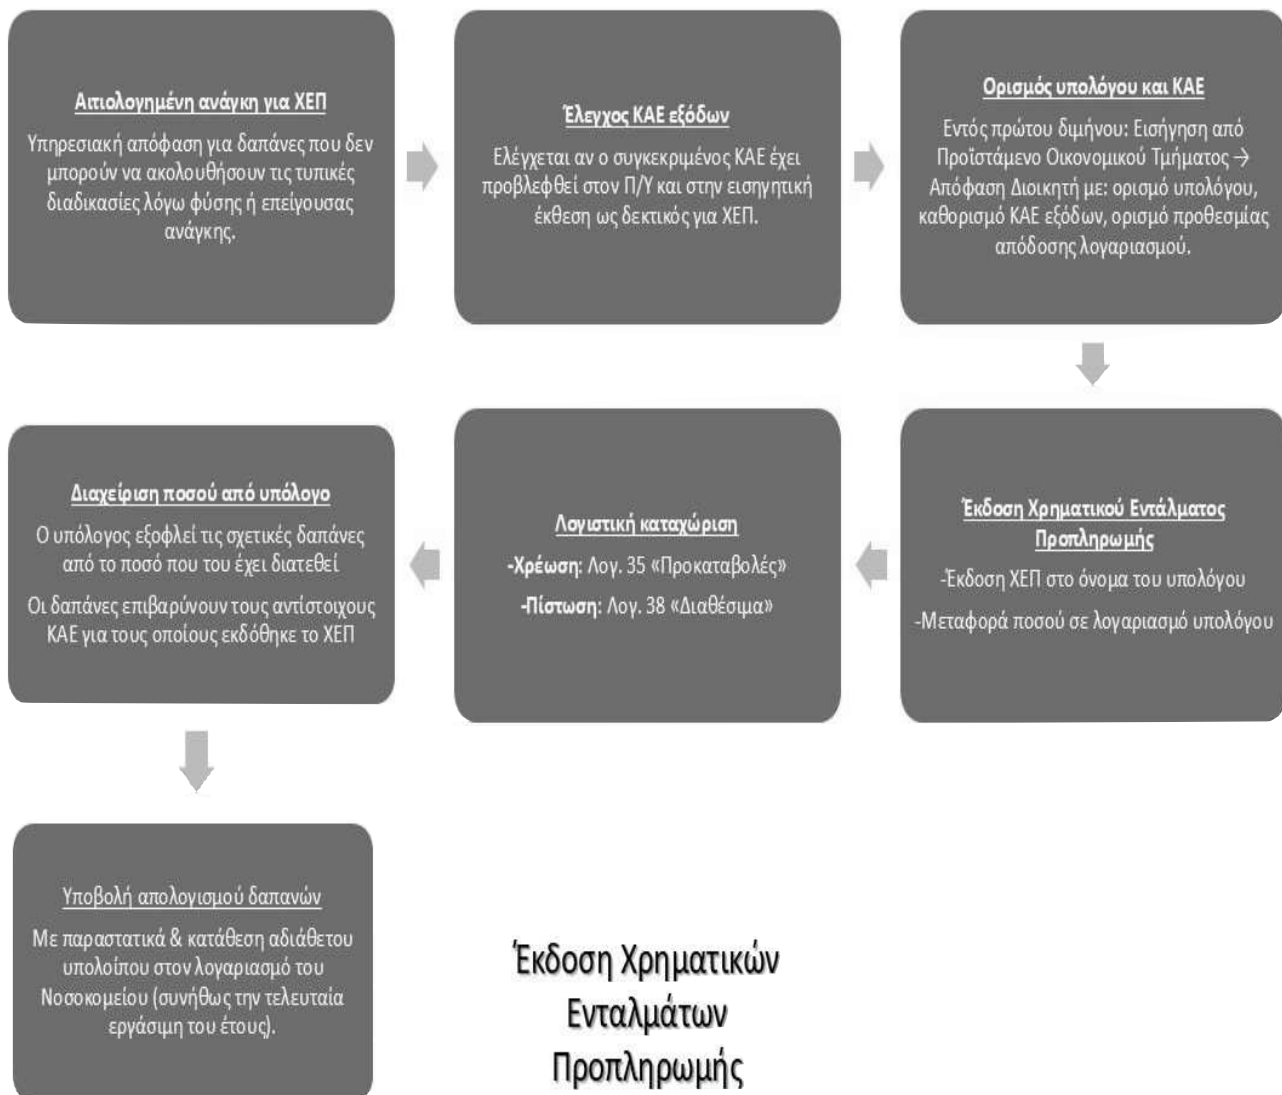 Αιτιολογημένη ανάγκη για ΧΕΠ
Υπηρεσιακή απόφαση για δαπάνες που δεν
μπορούν να ακολουθήσουν τις τυπικές
διαδικασίες λόγω φύσης ή επείγουσας
ανάγκης.
Έλεγχος ΚΑΕ εξόδων
Ελέγχεται αν ο συγκεκριμένος ΚΑΕ έχει
προβλεφθεί στον Π/Υ και στην εισηγητική
έκθεση ως δεκτικός για ΧΕΠ.
Ορισμός υπολόγου και ΚΑΕ
Εντός πρώτου διμήνου: Εισήγηση από
Προϊστάμενο Οικονομικού Τμήματος →
Απόφαση Διοικητή με: ορισμό υπολόγου,
καθορισμό ΚΑΕ εξόδων, ορισμό προθεσμίας
απόδοσης λογαριασμού.
Έκδοση Χρηματικού Εντάλματος
Προπληρωμής
-Έκδοση ΧΕΠ στο όνομα του υπολόγου
-Μεταφορά ποσού σε λογαριασμό υπολόγου
Λογιστική καταχώριση
-Χρέωση: Λογ. 35 «Προκαταβολές»
-Πίστωση: Λογ. 38 «Διαθέσιμα»
Διαχείριση ποσού από υπόλογο
Ο υπόλογος εξοφλεί τις σχετικές δαπάνες
από το ποσό που του έχει διατεθεί
Οι δαπάνες επιβαρύνουν τους αντίστοιχους
ΚΑΕ για τους οποίους εκδόθηκε το ΧΕΠ
Υποβολή απολογισμού δαπανών
Με παραστατικά & κατάθεση αδιάθετου
υπολοίπου στον λογαριασμό του
Νοσοκομείου (συνήθως την τελευταία
εργάσιμη του έτους).
Έκδοση Χρηματικών
Ενταλμάτων
Προπληρωμής